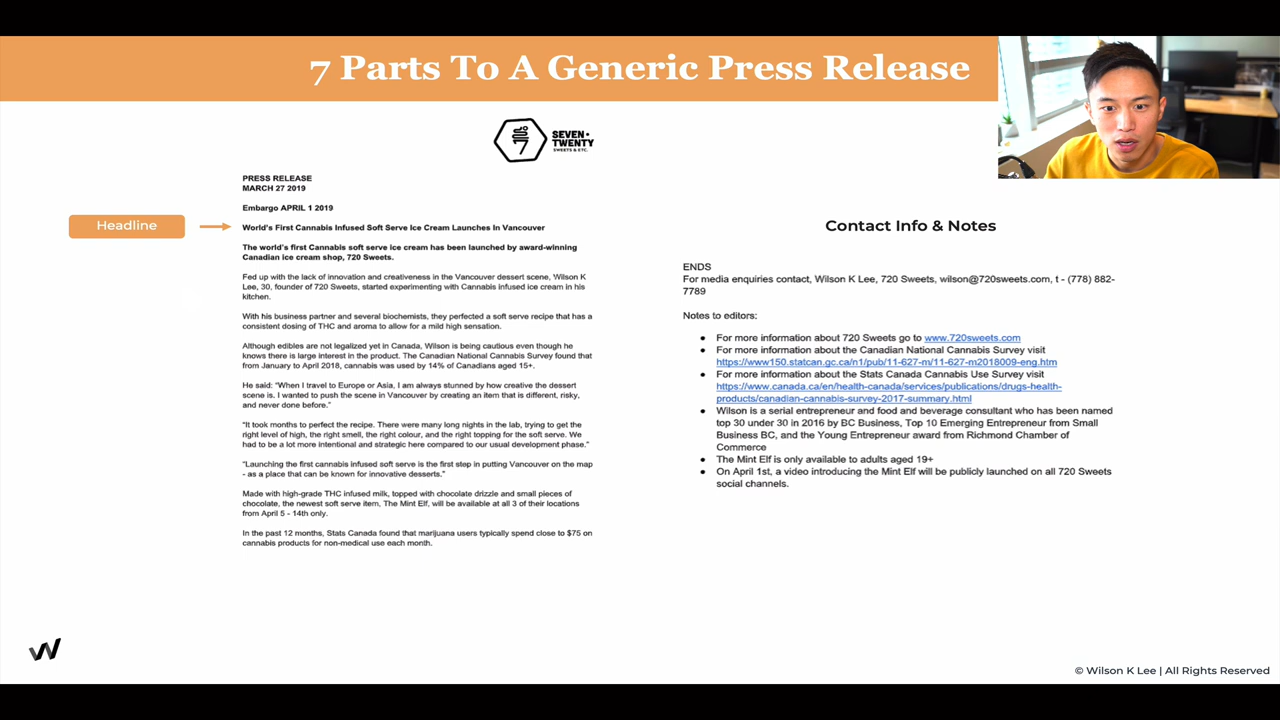 7 Parts To A Generic Press Release
SEVEN•
TWENTY
SWEETS & ETC.
PRESS RELEASE
MARCH 27 2019
Embargo APRIL 1 2019
Headline
World's First Cannabis Infused Soft Serve Ice Cream Launches In Vancouver
The world's first Cannabis soft serve ice cream has been launched by award-winning
Canadian ice cream shop, 720 Sweets.
Fed up with the lack of innovation and creativeness in the Vancouver dessert scene, Wilson K
Lee, 30, founder of 720 Sweets, started experimenting with Cannabis infused ice cream in his
kitchen.
With his business partner and several biochemists, they perfected a soft serve recipe that has a
consistent dosing of THC and aroma to allow for a mild high sensation.
Although edibles are not legalized yet in Canada, Wilson is being cautious even though he
knows there is large interest in the product. The Canadian National Cannabis Survey found that
from January to April 2018, cannabis was used by 14% of Canadians aged 15+.
He said: "When I travel to Europe or Asia, I am always stunned by how creative the dessert
scene is. I wanted to push the scene in Vancouver by creating an item that is different, risky,
and never done before."
"It took months to perfect the recipe. There were many long nights in the lab, trying to get the
right level of high, the right smell, the right colour, and the right topping for the soft serve. We
had to be a lot more intentional and strategic here compared to our usual development phase."
"Launching the first cannabis infused soft serve is the first step in putting Vancouver on the map
- as a place that can be known for innovative desserts."
Made with high-grade THC infused milk, topped with chocolate drizzle and small pieces of
chocolate, the newest soft serve item, The Mint Elf, will be available at all 3 of their locations
from April 5 - 14th only.
In the past 12 months, Stats Canada found that marijuana users typically spend close to $75 on
cannabis products for non-medical use each month.
Contact Info & Notes
ENDS
For media enquiries contact, Wilson K Lee, 720 Sweets, wilson@720sweets.com, t - (778) 882-
7789
Notes to editors:
● For more information about 720 Sweets go to www.720sweets.com
● For more information about the Canadian National Cannabis Survey visit
https://www150.statcan.gc.ca/n1/pub/11-627-m/11-627-m2018009-eng.htm
● For more information about the Stats Canada Cannabis Use Survey visit
https://www.canada.ca/en/health-canada/services/publications/drugs-health-
products/canadian-cannabis-survey-2017-summary.html
● Wilson is a serial entrepreneur and food and beverage consultant who has been named
top 30 under 30 in 2016 by BC Business, Top 10 Emerging Entrepreneur from Small
Business BC, and the Young Entrepreneur award from Richmond Chamber of
Commerce
● The Mint Elf is only available to adults aged 19+
● On April 1st, a video introducing the Mint Elf will be publicly launched on all 720 Sweets
social channels.
© Wilson K Lee | All Rights Reserved